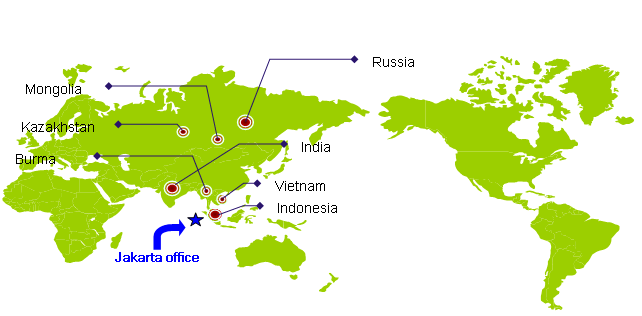 Russia
Mongolia
Kazakhstan
India
Burma
Vietnam
Indonesia
Jakarta office